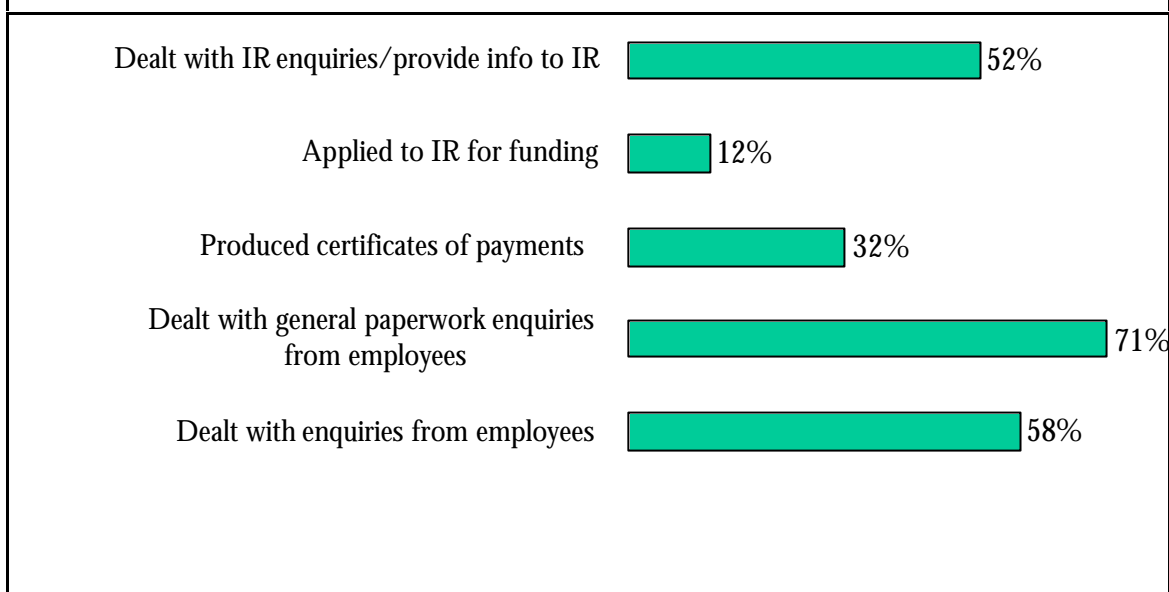 Dealt with IR enquiries/provide info to IR 52%
Applied to IR for funding 12%
Produced certificates of payments 32%
Dealt with general paperwork enquiries
from employees 71%
Dealt with enquiries from employees 58%